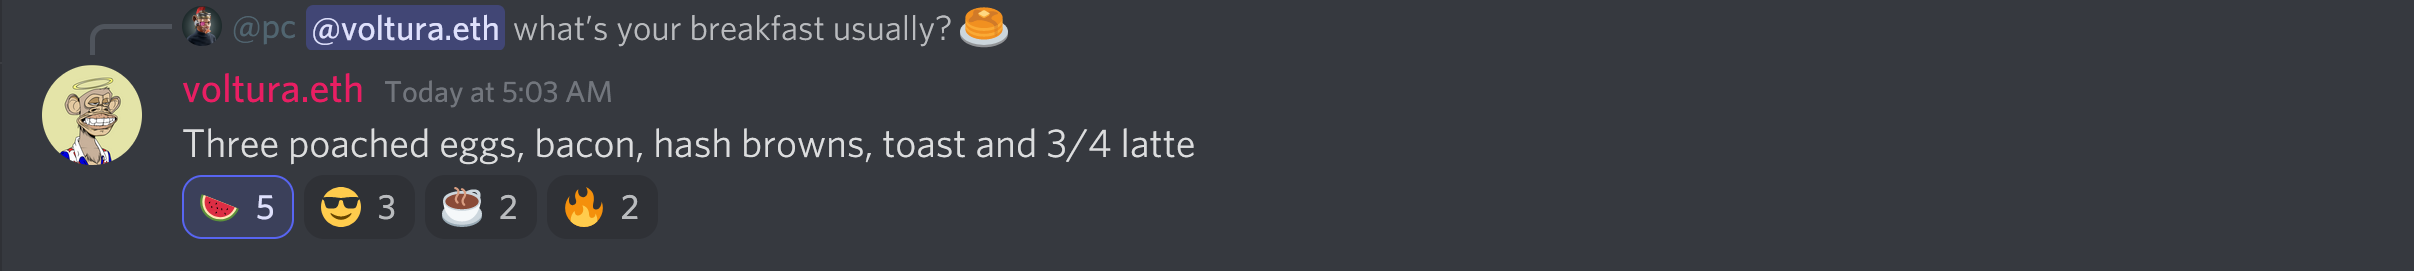 @pc @voltura.eth what’s your breakfast usually? 🥞
voltura.eth Today at 5:03 AM
Three poached eggs, bacon, hash browns, toast and 3/4 latte
🍉 5 😎 3 ☕ 2 🔥 2